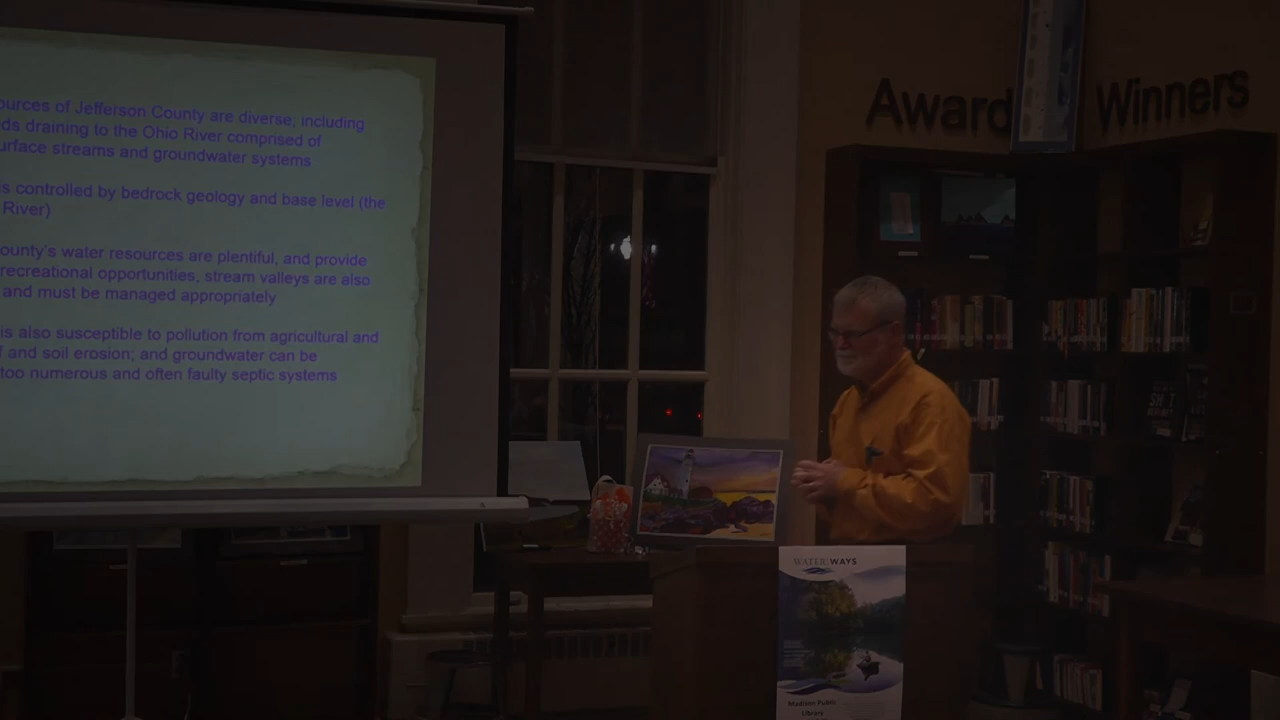 ources of Jefferson County are diverse; including
ds draining to the Ohio River comprised of
urface streams and groundwater systems
is controlled by bedrock geology and base level (the
River)
ounty's water resources are plentiful, and provide
recreational opportunities, stream valleys are also
and must be managed appropriately
is also susceptible to pollution from agricultural and
f and soil erosion; and groundwater can be
too numerous and often faulty septic systems
Award Winners
WATER/WAYS
Madison Public
Library